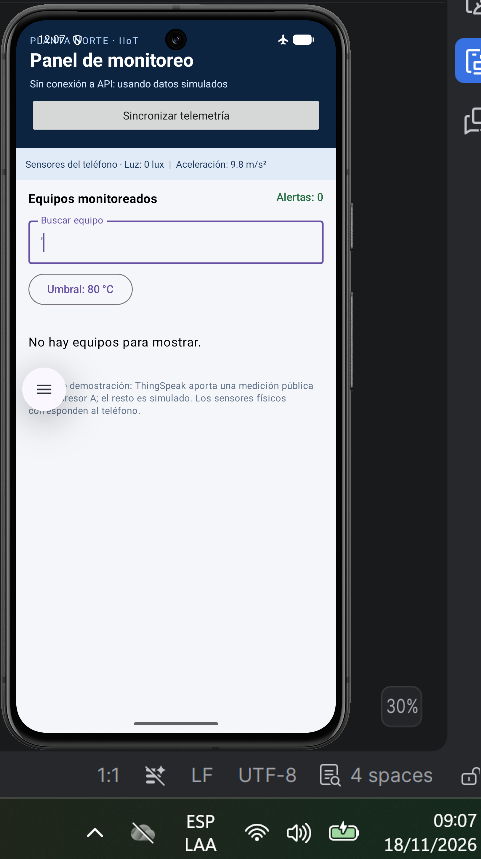 PLANTA NORTE · IIoT
12:07
Panel de monitoreo
Sin conexión a API: usando datos simulados
Sincronizar telemetría
Sensores del teléfono · Luz: 0 lux | Aceleración: 9.8 m/s²
Equipos monitoreados
Alertas: 0
Buscar equipo
Umbral: 80 °C
No hay equipos para mostrar.
demostración: ThingSpeak aporta una medición pública
el resto es simulado. Los sensores físicos
corresponden al teléfono.
30%
1:1 LF UTF-8 4 spaces
ESP
LAA
09:07
18/11/2026